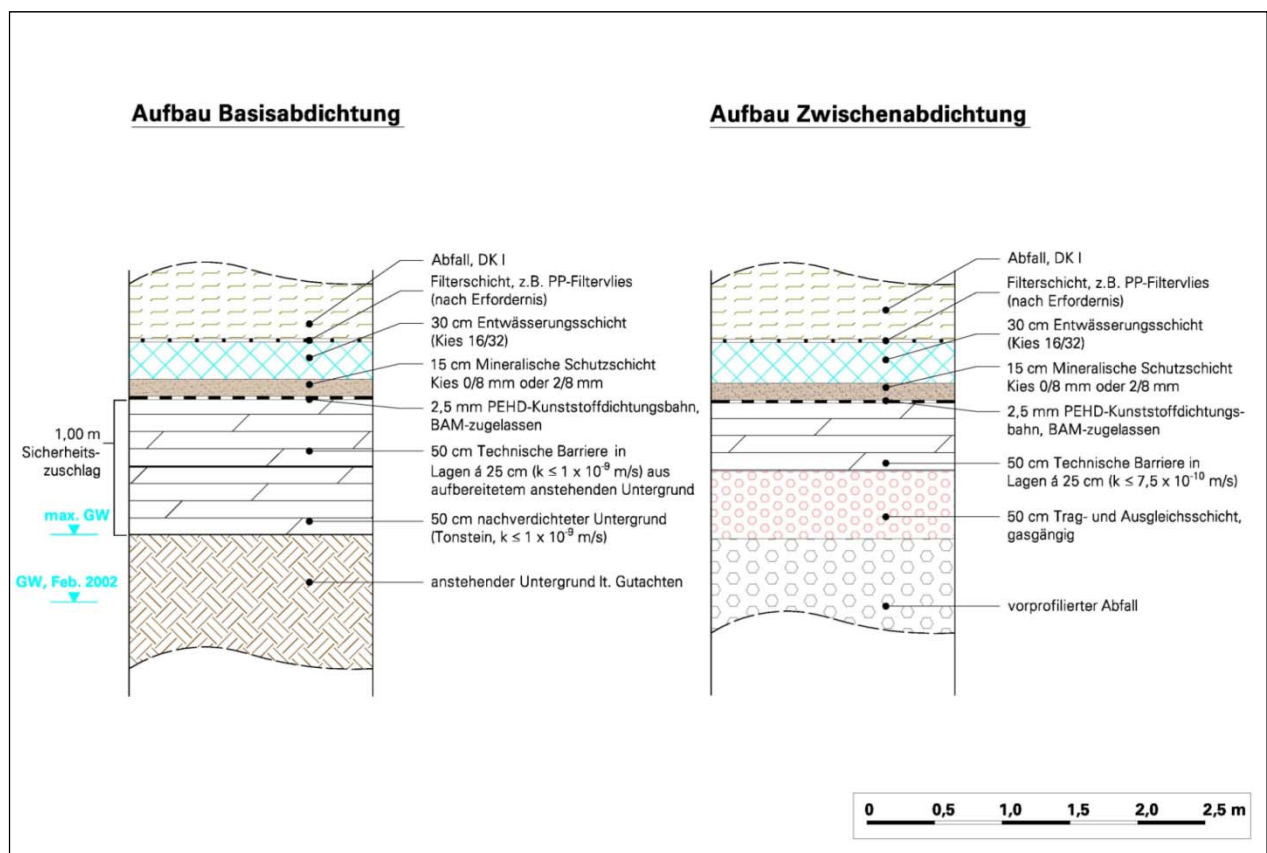 Aufbau Basisabdichtung
Abfall, DK I
Filterschicht, z.B. PP-Filtervlies
(nach Erfordernis)
30 cm Entwässerungsschicht
(Kies 16/32)
15 cm Mineralische Schutzschicht
Kies 0/8 mm oder 2/8 mm
2,5 mm PEHD-Kunststoffdichtungsbahn,
BAM-zugelassen
1,00 m
Sicherheits-
zuschlag
50 cm Technische Barriere in
Lagen á 25 cm (k ≤ 1 x 10⁻⁹ m/s) aus
aufbereitetem anstehenden Untergrund
max. GW
50 cm nachverdichteter Untergrund
(Tonstein, k ≤ 1 x 10⁻⁹ m/s)
GW, Feb. 2002
anstehender Untergrund lt. Gutachten
Aufbau Zwischenabdichtung
Abfall, DK I
Filterschicht, z.B. PP-Filtervlies
(nach Erfordernis)
30 cm Entwässerungsschicht
(Kies 16/32)
15 cm Mineralische Schutzschicht
Kies 0/8 mm oder 2/8 mm
2,5 mm PEHD-Kunststoffdichtungs-
bahn, BAM-zugelassen
50 cm Technische Barriere in
Lagen á 25 cm (k ≤ 7,5 x 10⁻¹⁰ m/s)
50 cm Trag- und Ausgleichsschicht,
gasgängig
vorprofilierter Abfall
0 0,5 1,0 1,5 2,0 2,5 m